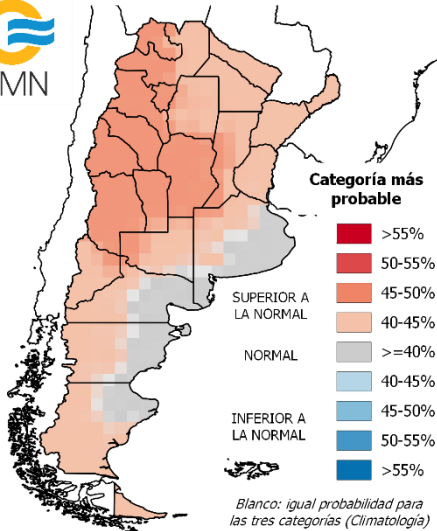 MN
Categoría más
probable
>55%
50-55%
45-50%
SUPERIOR A
LA NORMAL
40-45%
NORMAL
>=40%
40-45%
INFERIOR A
LA NORMAL
45-50%
50-55%
>55%
Blanco: igual probabilidad para
las tres categorías (Climatología)